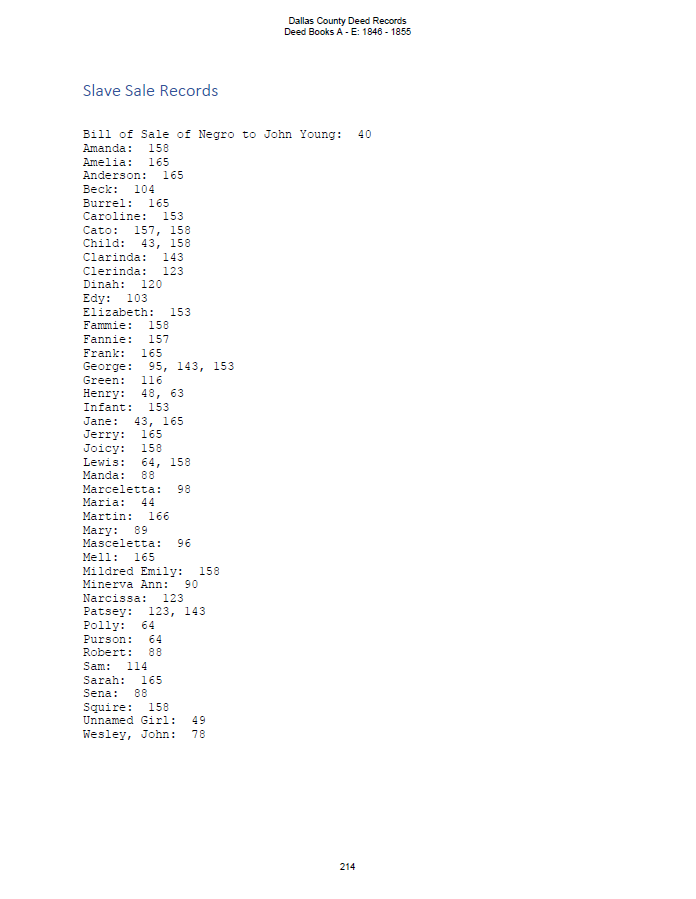 Dallas County Deed Records
Deed Books A - E: 1846 - 1855
Slave Sale Records
Bill of Sale of Negro to John Young: 40
Amanda: 158
Amelia: 165
Anderson: 165
Beck: 104
Burrel: 165
Caroline: 153
Cato: 157, 158
Child: 43, 158
Clarinda: 143
Clerinda: 123
Dinah: 120
Edy: 103
Elizabeth: 153
Fammie: 158
Fannie: 157
Frank: 165
George: 95, 143, 153
Green: 116
Henry: 48, 63
Infant: 153
Jane: 43, 165
Jerry: 165
Joicy: 158
Lewis: 64, 158
Manda: 88
Marceletta: 98
Maria: 44
Martin: 166
Mary: 89
Masceletta: 96
Mell: 165
Mildred Emily: 158
Minerva Ann: 90
Narcissa: 123
Patsey: 123, 143
Polly: 64
Purson: 64
Robert: 88
Sam: 114
Sarah: 165
Sena: 88
Squire: 158
Unnamed Girl: 49
Wesley, John: 78
214